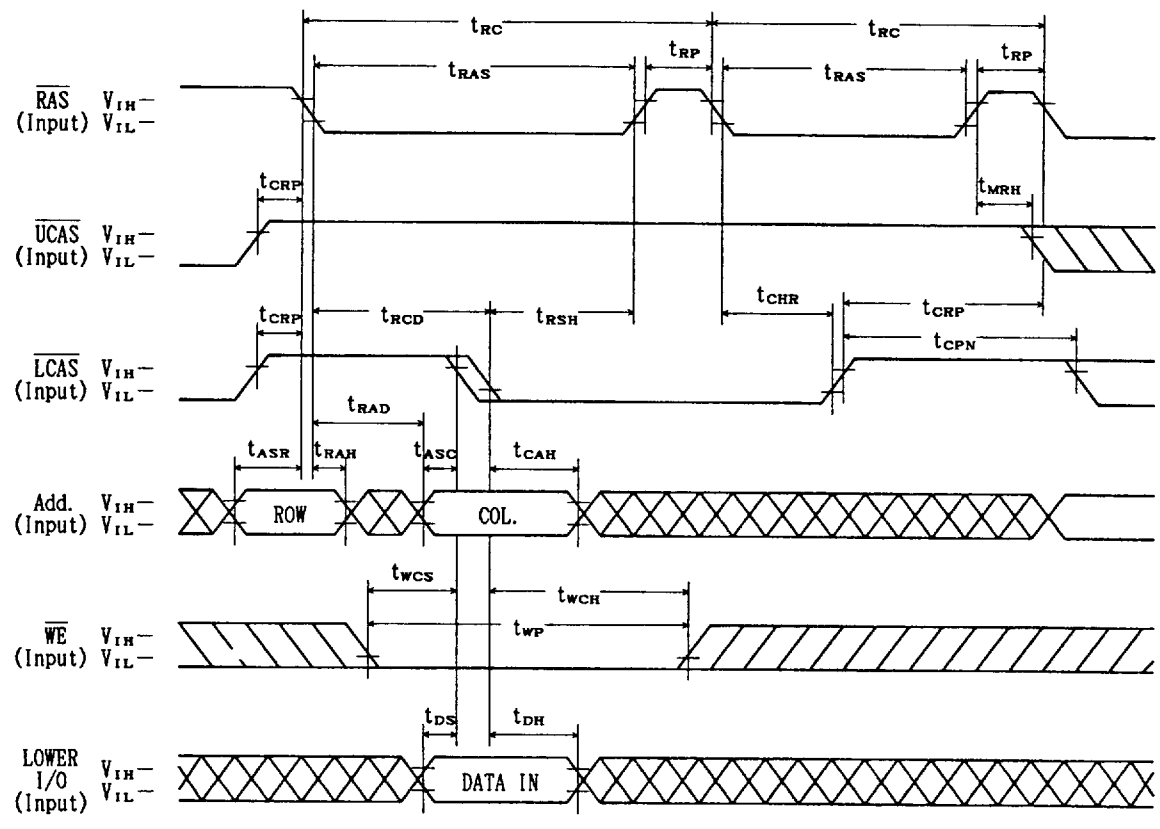 tRC tRC
tRAS tRP tRAS tRP
RAS VIH—
(Input) VIL—
tCRP tMRH
UCAS VIH—
(Input) VIL—
tCRP tRCD tRSH tCHR tCRP
tCPN
LCAS VIH—
(Input) VIL—
tRAD
tASR tRAH tASC tCAH
Add. VIH—
(Input) VIL—
ROW COL.
tWCS tWCH
tWP
WE VIH—
(Input) VIL—
tDS tDH
LOWER
I/O VIH—
(Input) VIL—
DATA IN